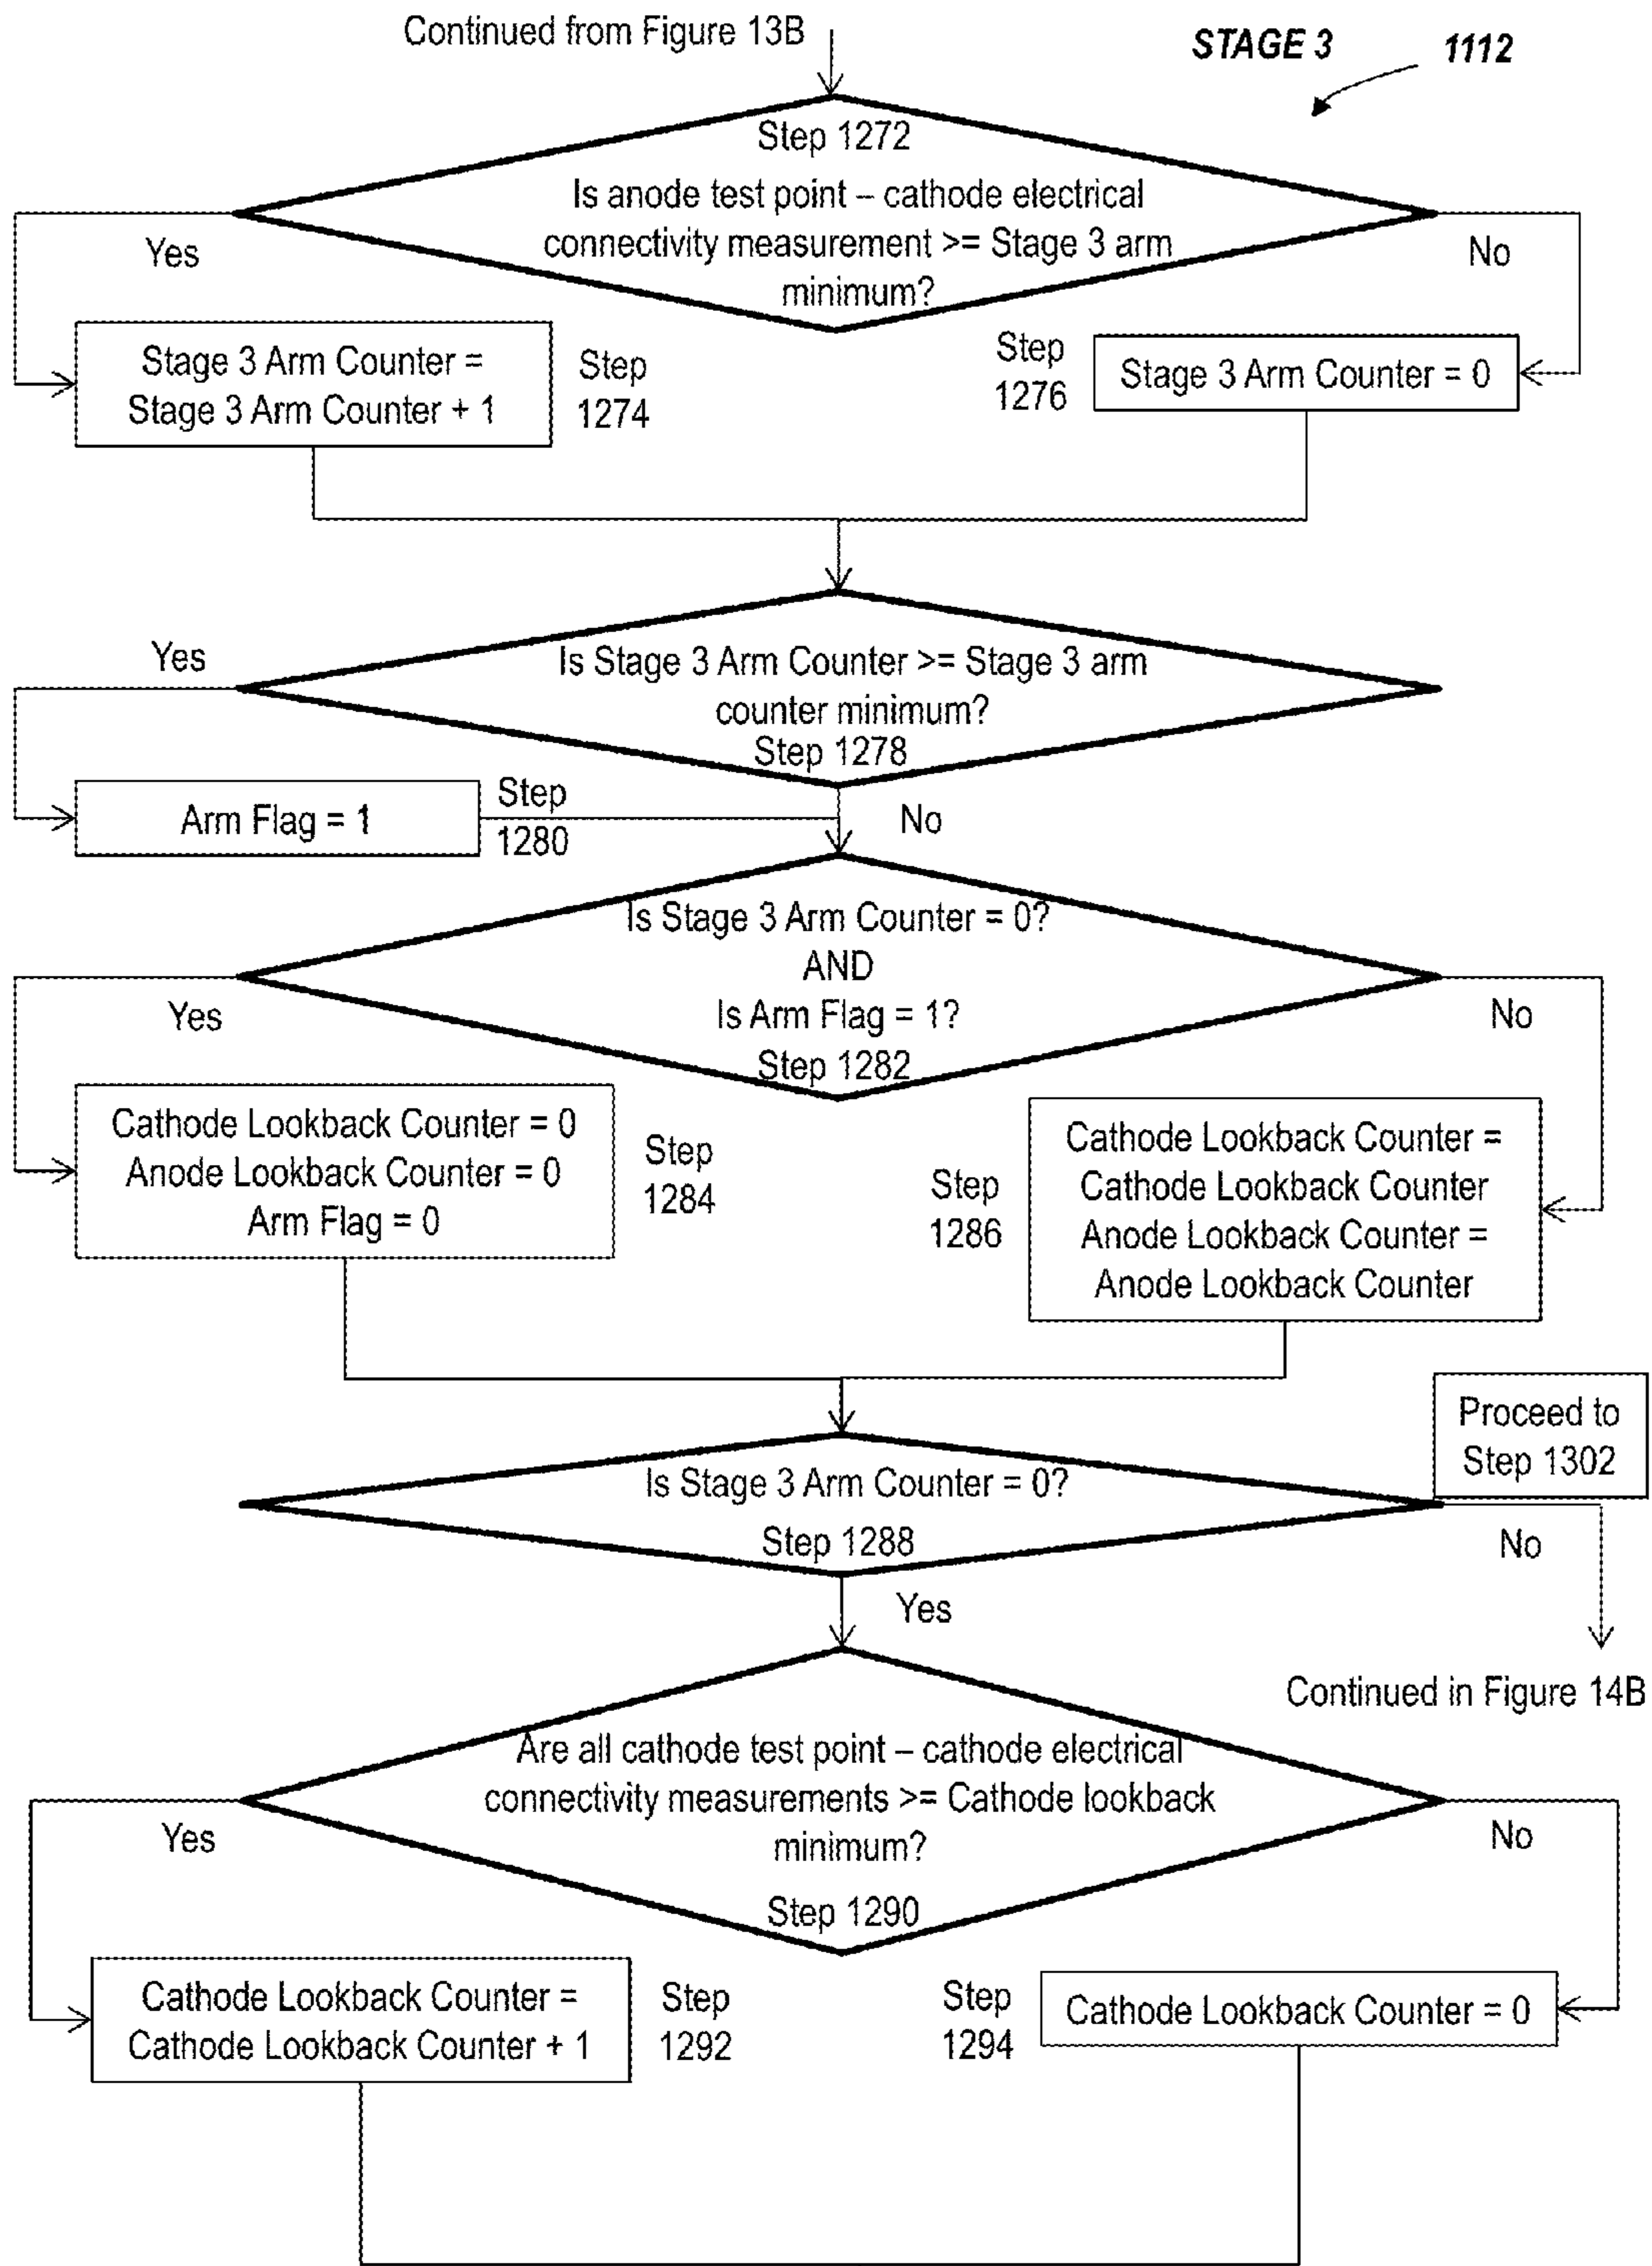 Continued from Figure 13B
STAGE 3 1112
Step 1272
Is anode test point – cathode electrical
connectivity measurement >= Stage 3 arm
minimum?
Yes
No
Stage 3 Arm Counter =
Stage 3 Arm Counter + 1
Step
1274
Step
1276
Stage 3 Arm Counter = 0
Yes
Is Stage 3 Arm Counter >= Stage 3 arm
counter minimum?
Step 1278
Arm Flag = 1
Step
1280
No
Is Stage 3 Arm Counter = 0?
AND
Is Arm Flag = 1?
Step 1282
Yes
No
Cathode Lookback Counter = 0
Anode Lookback Counter = 0
Arm Flag = 0
Step
1284
Step
1286
Cathode Lookback Counter =
Cathode Lookback Counter
Anode Lookback Counter =
Anode Lookback Counter
Proceed to
Step 1302
Is Stage 3 Arm Counter = 0?
Step 1288
No
Yes
Continued in Figure 14B
Are all cathode test point – cathode electrical
connectivity measurements >= Cathode lookback
minimum?
Step 1290
Yes
No
Cathode Lookback Counter =
Cathode Lookback Counter + 1
Step
1292
Step
1294
Cathode Lookback Counter = 0